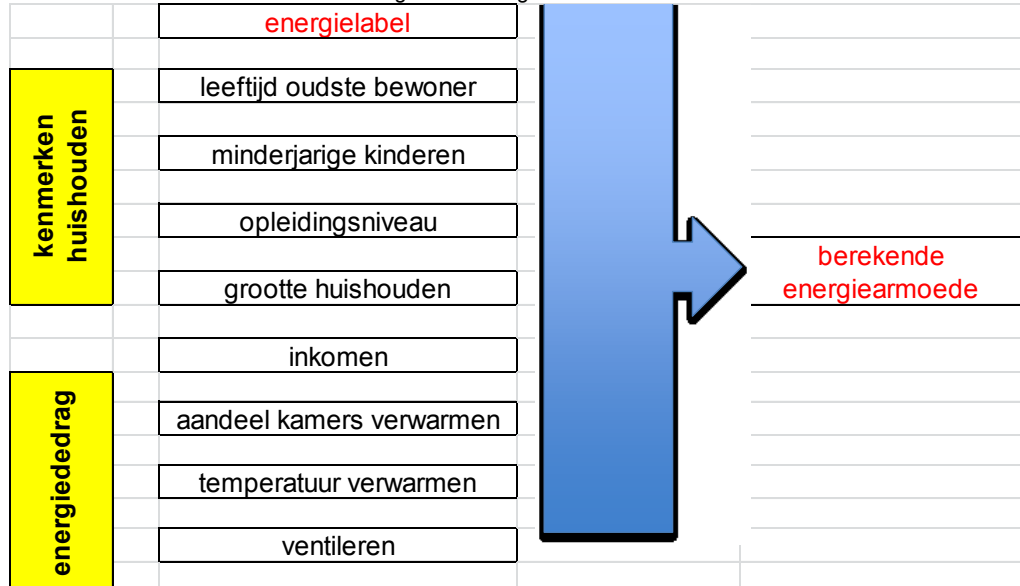 energielabel
kenmerken
huishouden
leeftijd oudste bewoner
minderjarige kinderen
opleidingsniveau
grootte huishouden
inkomen
berekende
energiearmoede
energiededrag
aandeel kamers verwarmen
temperatuur verwarmen
ventileren